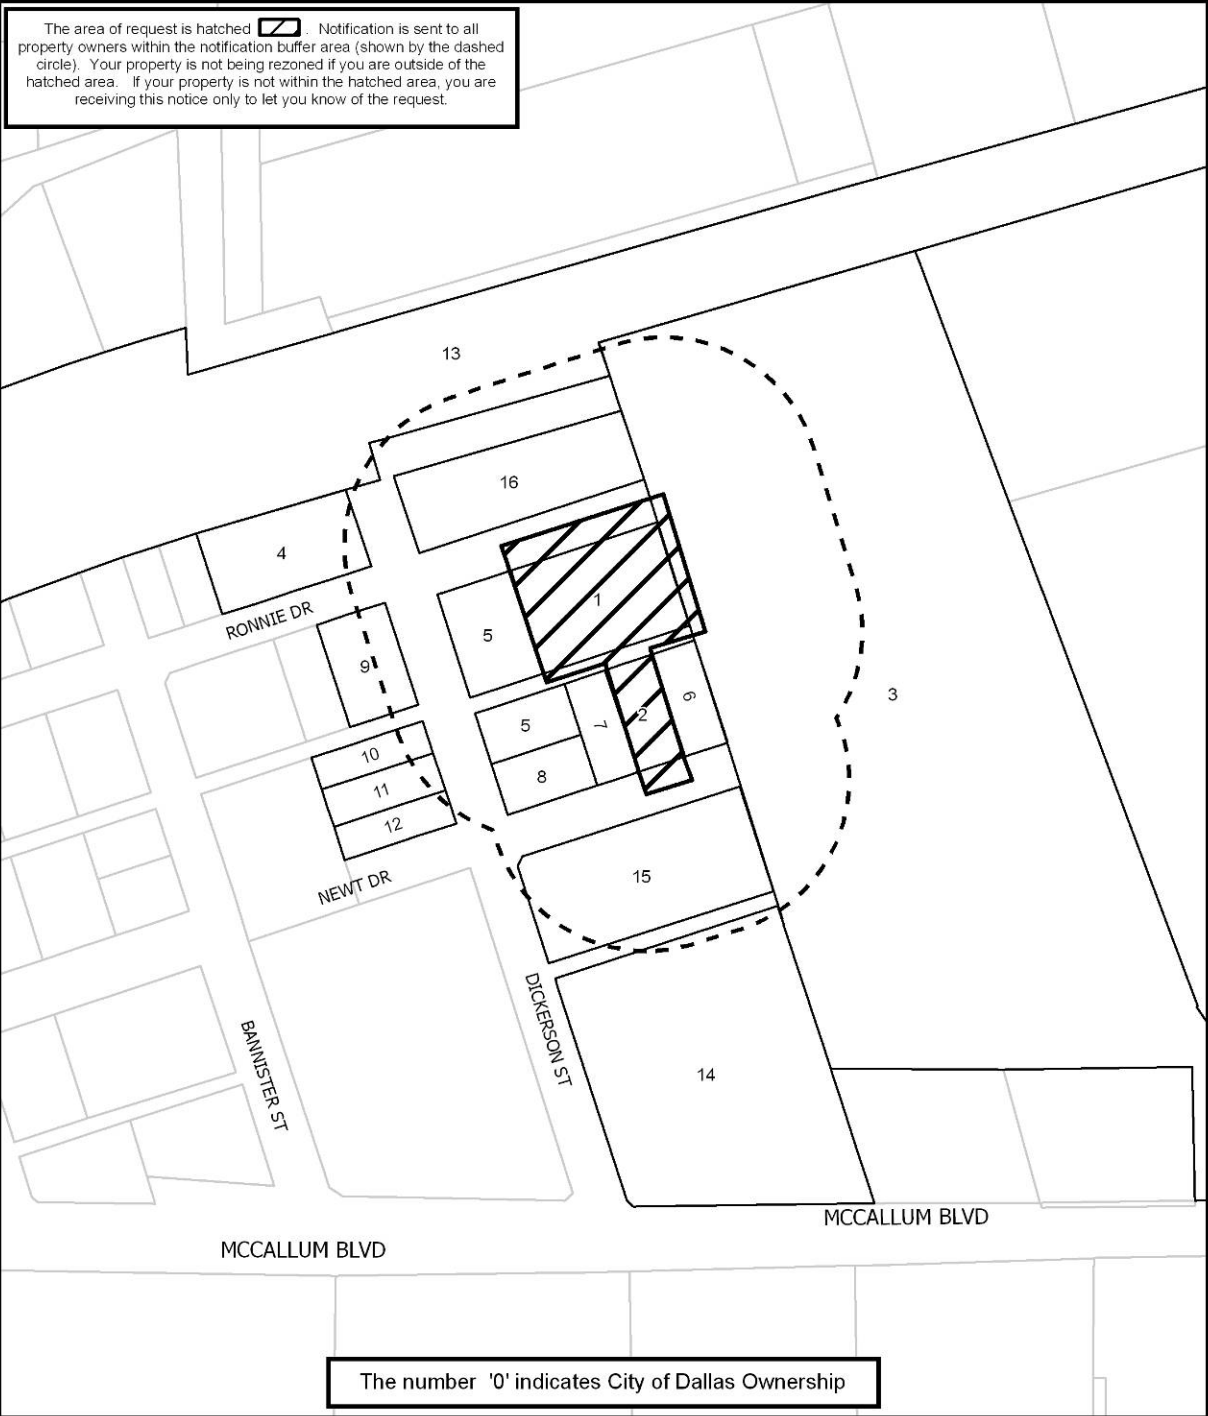 The area of request is hatched . Notification is sent to all
property owners within the notification buffer area (shown by the dashed
circle). Your property is not being rezoned if you are outside of the
hatched area. If your property is not within the hatched area, you are
receiving this notice only to let you know of the request.
13
16
4
1
RONNIE DR
5
9
3
6
2
7
5
10
8
11
12
15
NEWT DR
DICKERSON ST
BANNISTER ST
14
MCCALLUM BLVD
MCCALLUM BLVD
The number '0' indicates City of Dallas Ownership